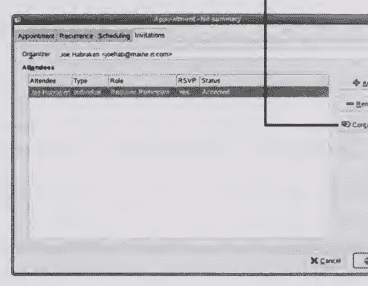 Appointment - No summary
Appointment Recurrence Scheduling Invitations
Organizer Joe Habraken <joehab@maine.rr.com>
Attendees
Attendee Type Role RSVP Status
Joe Habraken Individual Required Participant Yes Accepted
Cancel